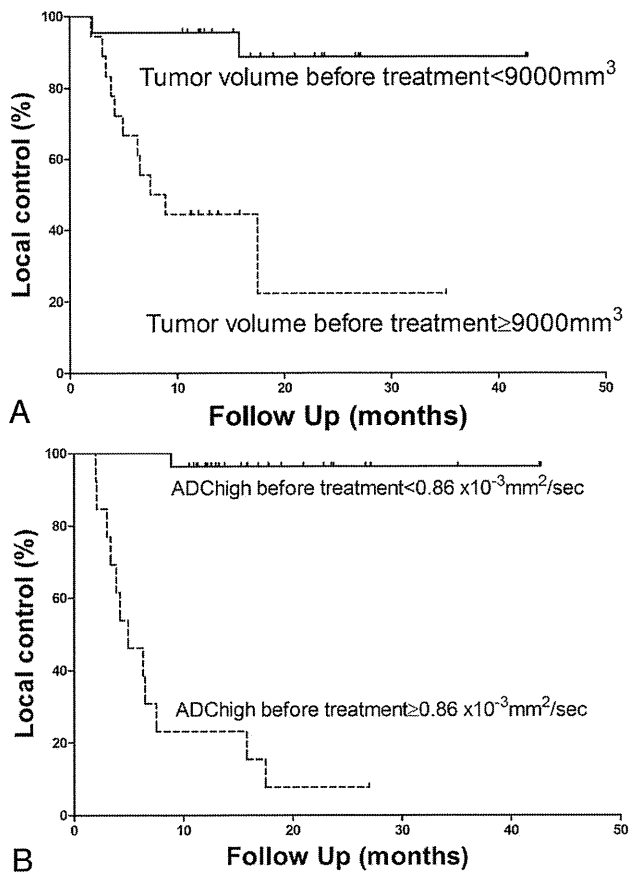 100
80
60
40
20
0
Local control (%)
Tumor volume before treatment<9000mm³
Tumor volume before treatment≥9000mm³
0 10 20 30 40 50
Follow Up (months)
A
100
80
60
40
20
0
Local control (%)
ADChigh before treatment<0.86 x10⁻³mm²/sec
ADChigh before treatment≥0.86 x10⁻³mm²/sec
0 10 20 30 40 50
Follow Up (months)
B